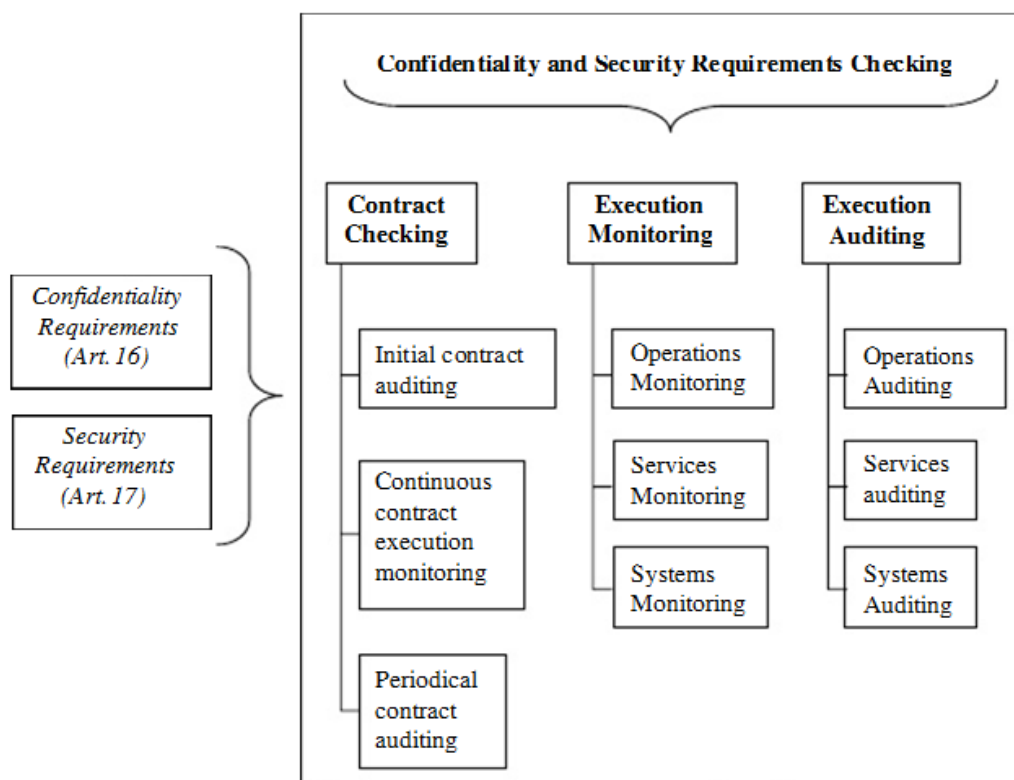 Confidentiality and Security Requirements Checking
Contract
Checking
Execution
Monitoring
Execution
Auditing
Confidentiality
Requirements
(Art. 16)
Security
Requirements
(Art. 17)
Initial contract
auditing
Continuous
contract
execution
monitoring
Periodical
contract
auditing
Operations
Monitoring
Services
Monitoring
Systems
Monitoring
Operations
Auditing
Services
auditing
Systems
Auditing